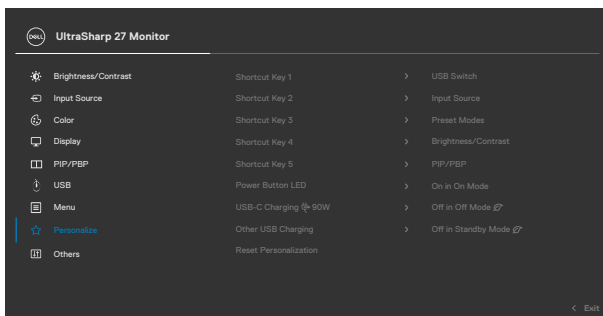 DELL UltraSharp 27 Monitor
Brightness/Contrast Shortcut Key 1 > USB Switch
Input Source Shortcut Key 2 > Input Source
Color Shortcut Key 3 > Preset Modes
Display Shortcut Key 4 > Brightness/Contrast
PIP/PBP Shortcut Key 5 > PIP/PBP
USB Power Button LED > On in On Mode
Menu USB-C Charging 90W > Off in Off Mode
Personalize Other USB Charging > Off in Standby Mode
Others Reset Personalization
< Exit